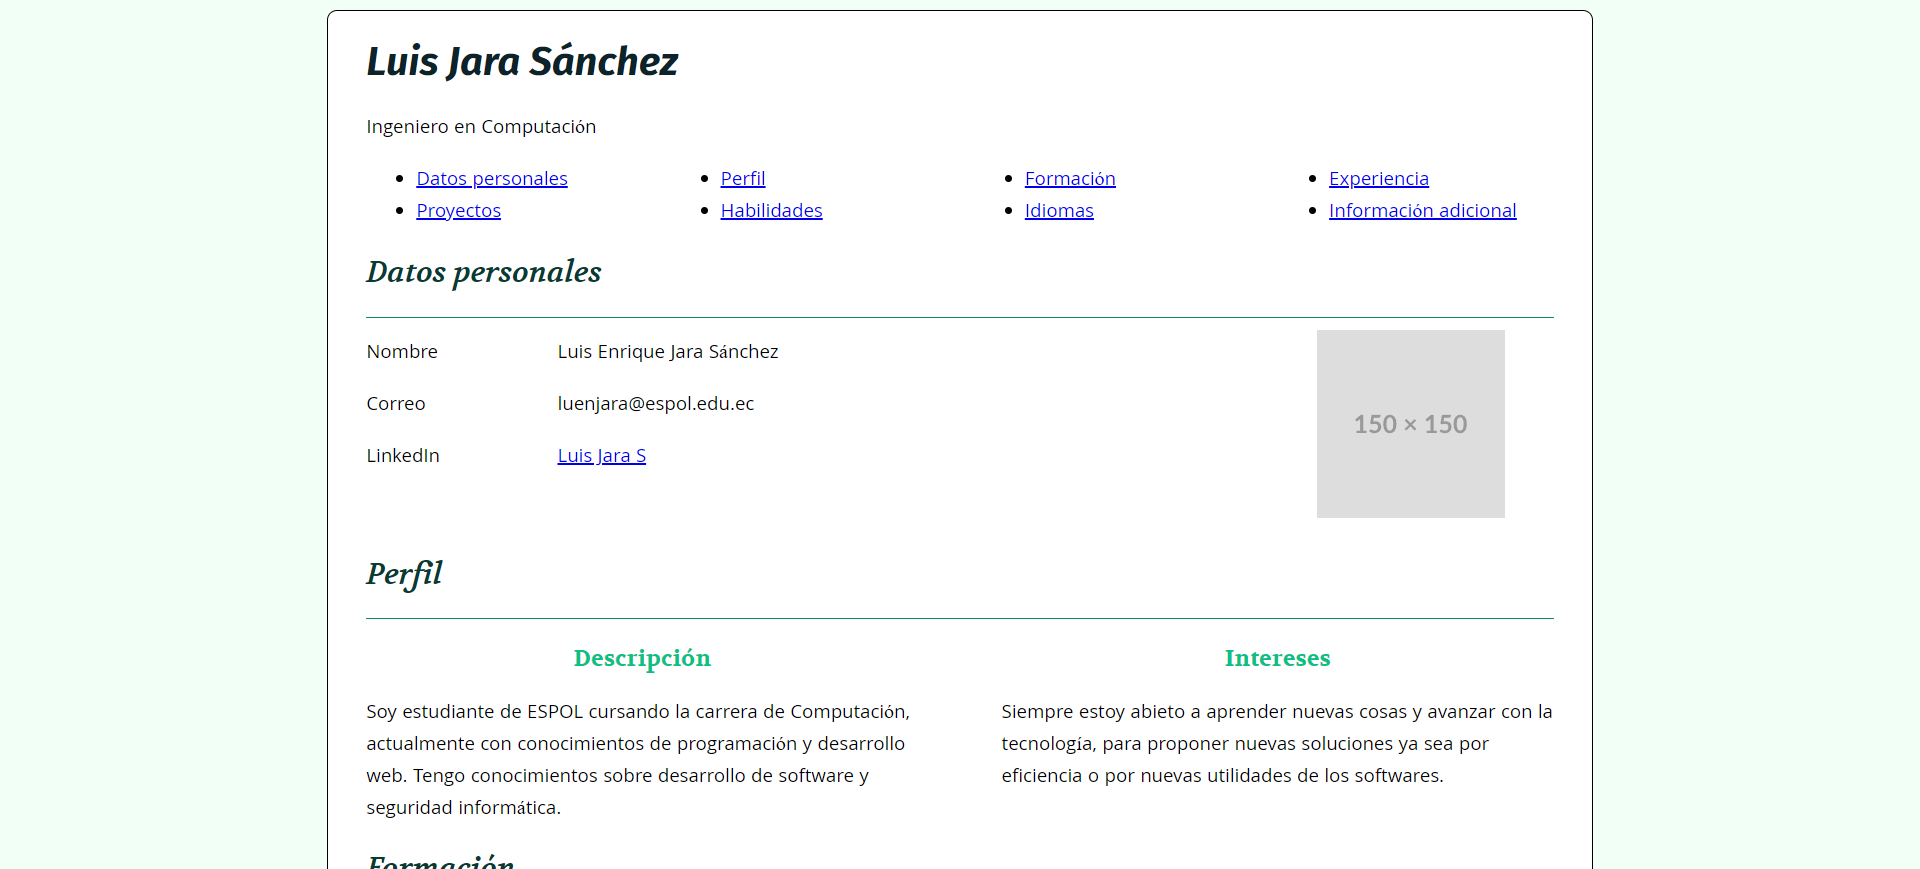 Luis Jara Sánchez
Ingeniero en Computación
Datos personales
Perfil
Formación
Experiencia
Proyectos
Habilidades
Idiomas
Información adicional
Datos personales
Nombre Luis Enrique Jara Sánchez
Correo luenjara@espol.edu.ec
LinkedIn Luis Jara S
150 × 150
Perfil
Descripción
Soy estudiante de ESPOL cursando la carrera de Computación,
actualmente con conocimientos de programación y desarrollo
web. Tengo conocimientos sobre desarrollo de software y
seguridad informática.
Intereses
Siempre estoy abieto a aprender nuevas cosas y avanzar con la
tecnología, para proponer nuevas soluciones ya sea por
eficiencia o por nuevas utilidades de los softwares.
Formación